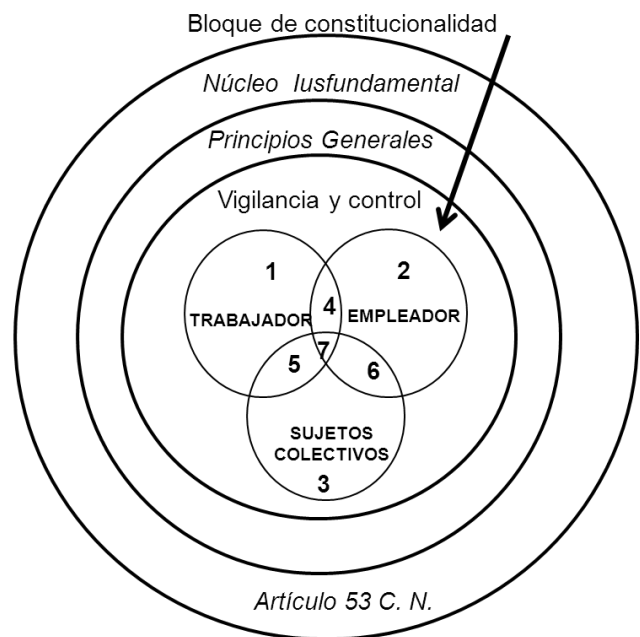 Bloque de constitucionalidad
Núcleo Iusfundamental
Principios Generales
Vigilancia y control
1
2
4
TRABAJADOR
EMPLEADOR
7
5
6
SUJETOS
COLECTIVOS
3
Artículo 53 C. N.